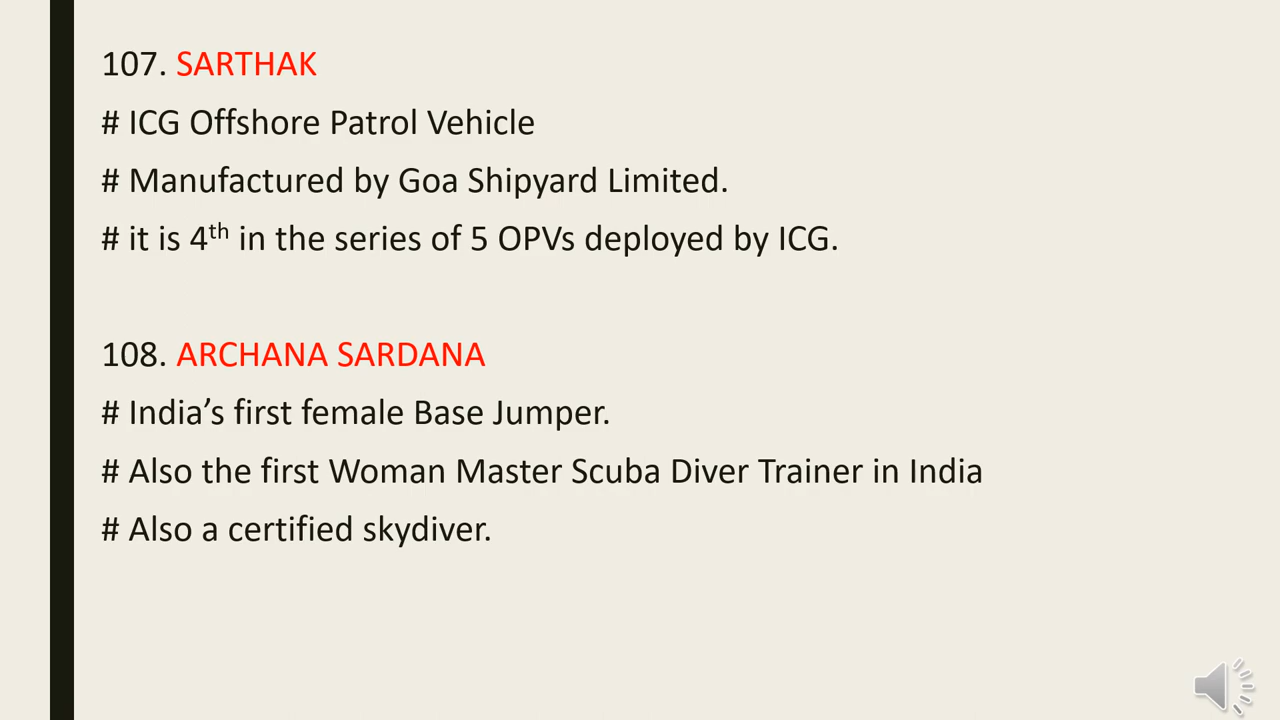 107. SARTHAK
# ICG Offshore Patrol Vehicle
# Manufactured by Goa Shipyard Limited.
# it is 4th in the series of 5 OPVs deployed by ICG.
108. ARCHANA SARDANA
# India’s first female Base Jumper.
# Also the first Woman Master Scuba Diver Trainer in India
# Also a certified skydiver.